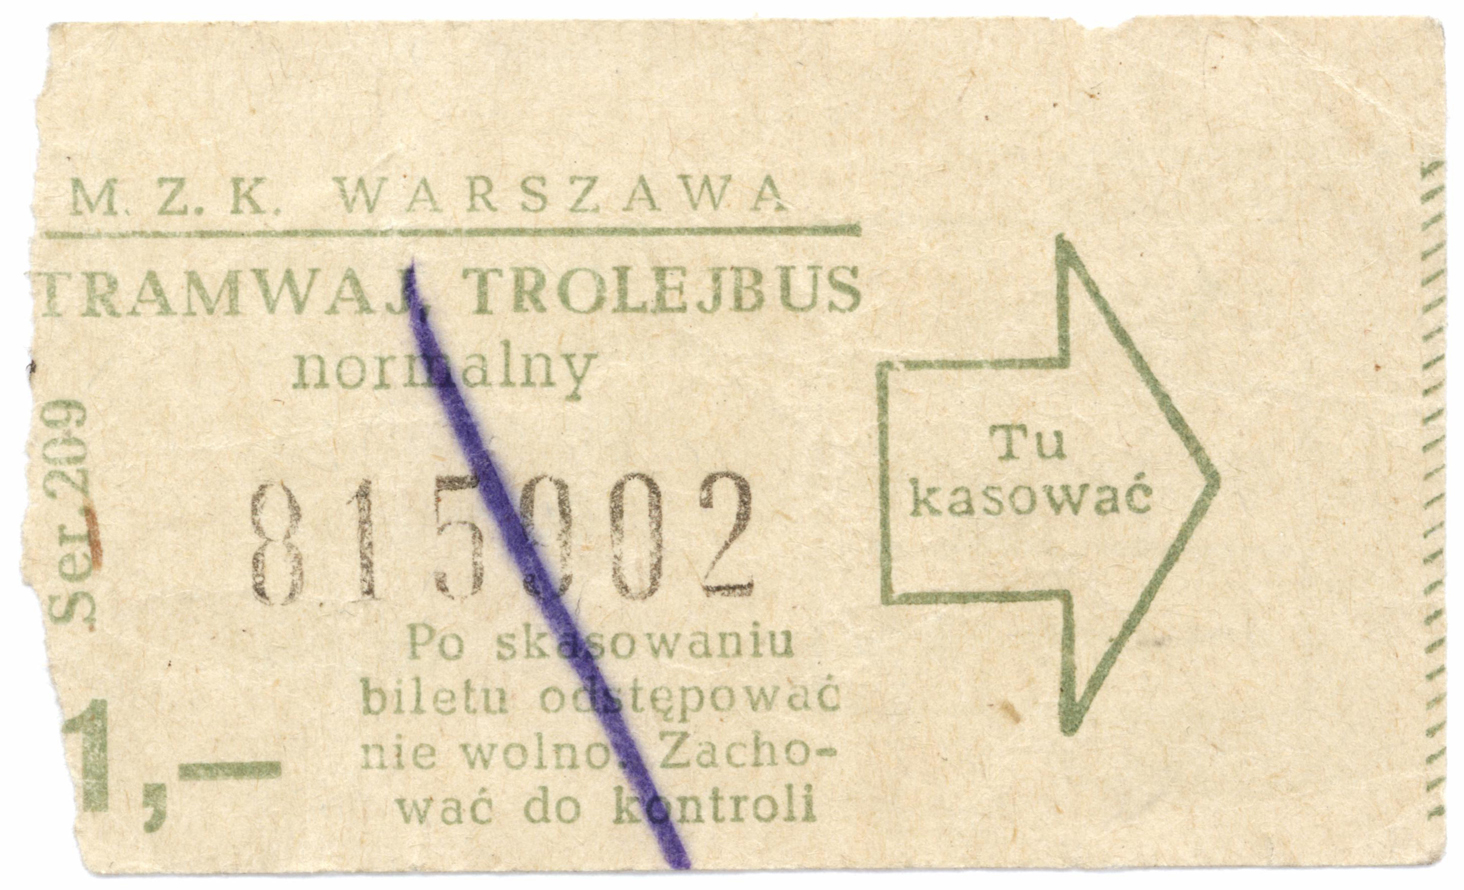 M. Z. K. WARSZAWA
TRAMWAJ, TROLEJBUS
normalny
Ser. 209
815902
Po skasowaniu
biletu odstępować
nie wolno. Zacho-
wać do kontroli
1,—
Tu
kasować